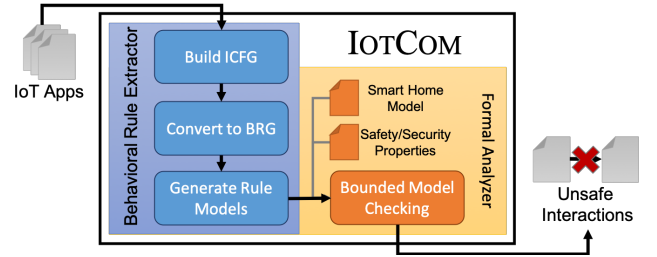 IoT Apps
Behavioral Rule Extractor
Build ICFG
Convert to BRG
Generate Rule
Models
IOTCOM
Smart Home
Model
Safety/Security
Properties
Formal Analyzer
Bounded Model
Checking
Unsafe
Interactions